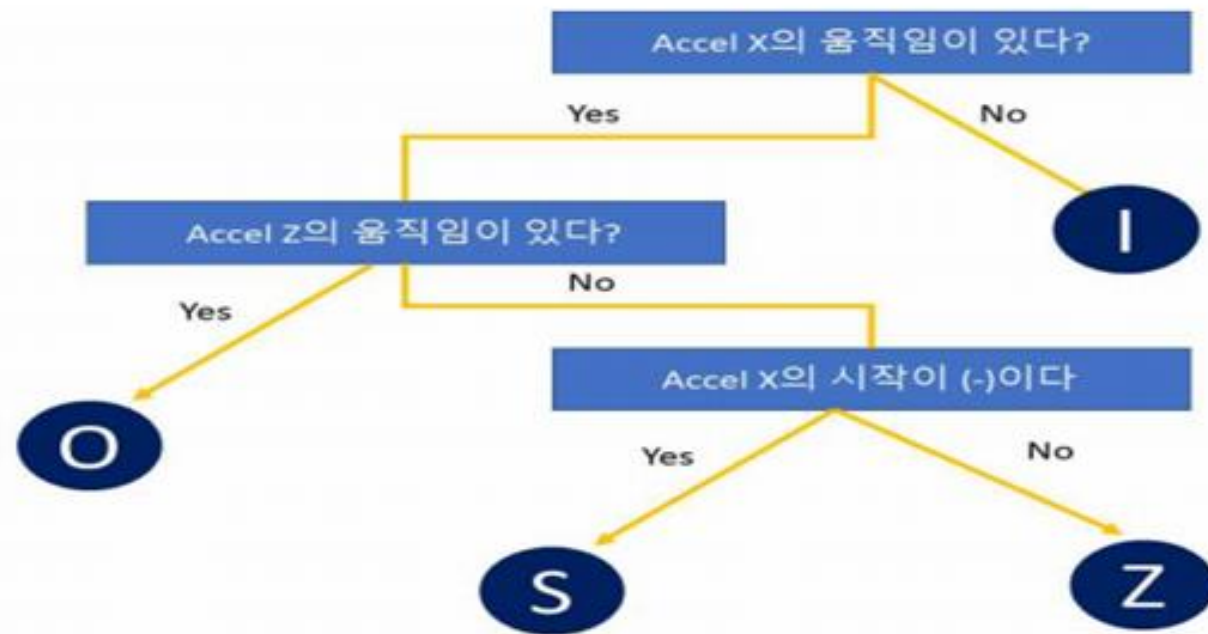 Accel X의 움직임이 있다?
Yes
No
Accel Z의 움직임이 있다?
I
Yes
No
Accel X의 시작이 (-)이다
O
Yes
No
S
Z